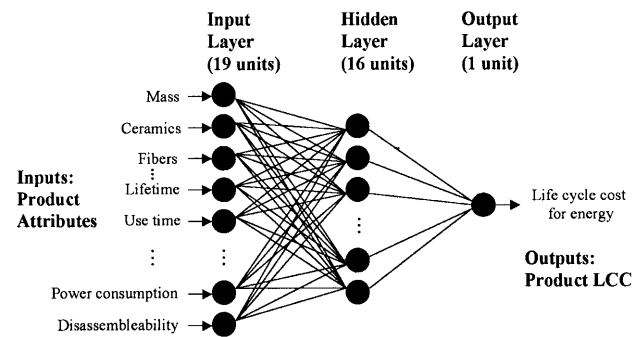 Input
Layer
(19 units)
Hidden
Layer
(16 units)
Output
Layer
(1 unit)
Mass
Ceramics
Fibers
Lifetime
Use time
Power consumption
Disassembleability
Inputs:
Product
Attributes
Life cycle cost
for energy
Outputs:
Product LCC